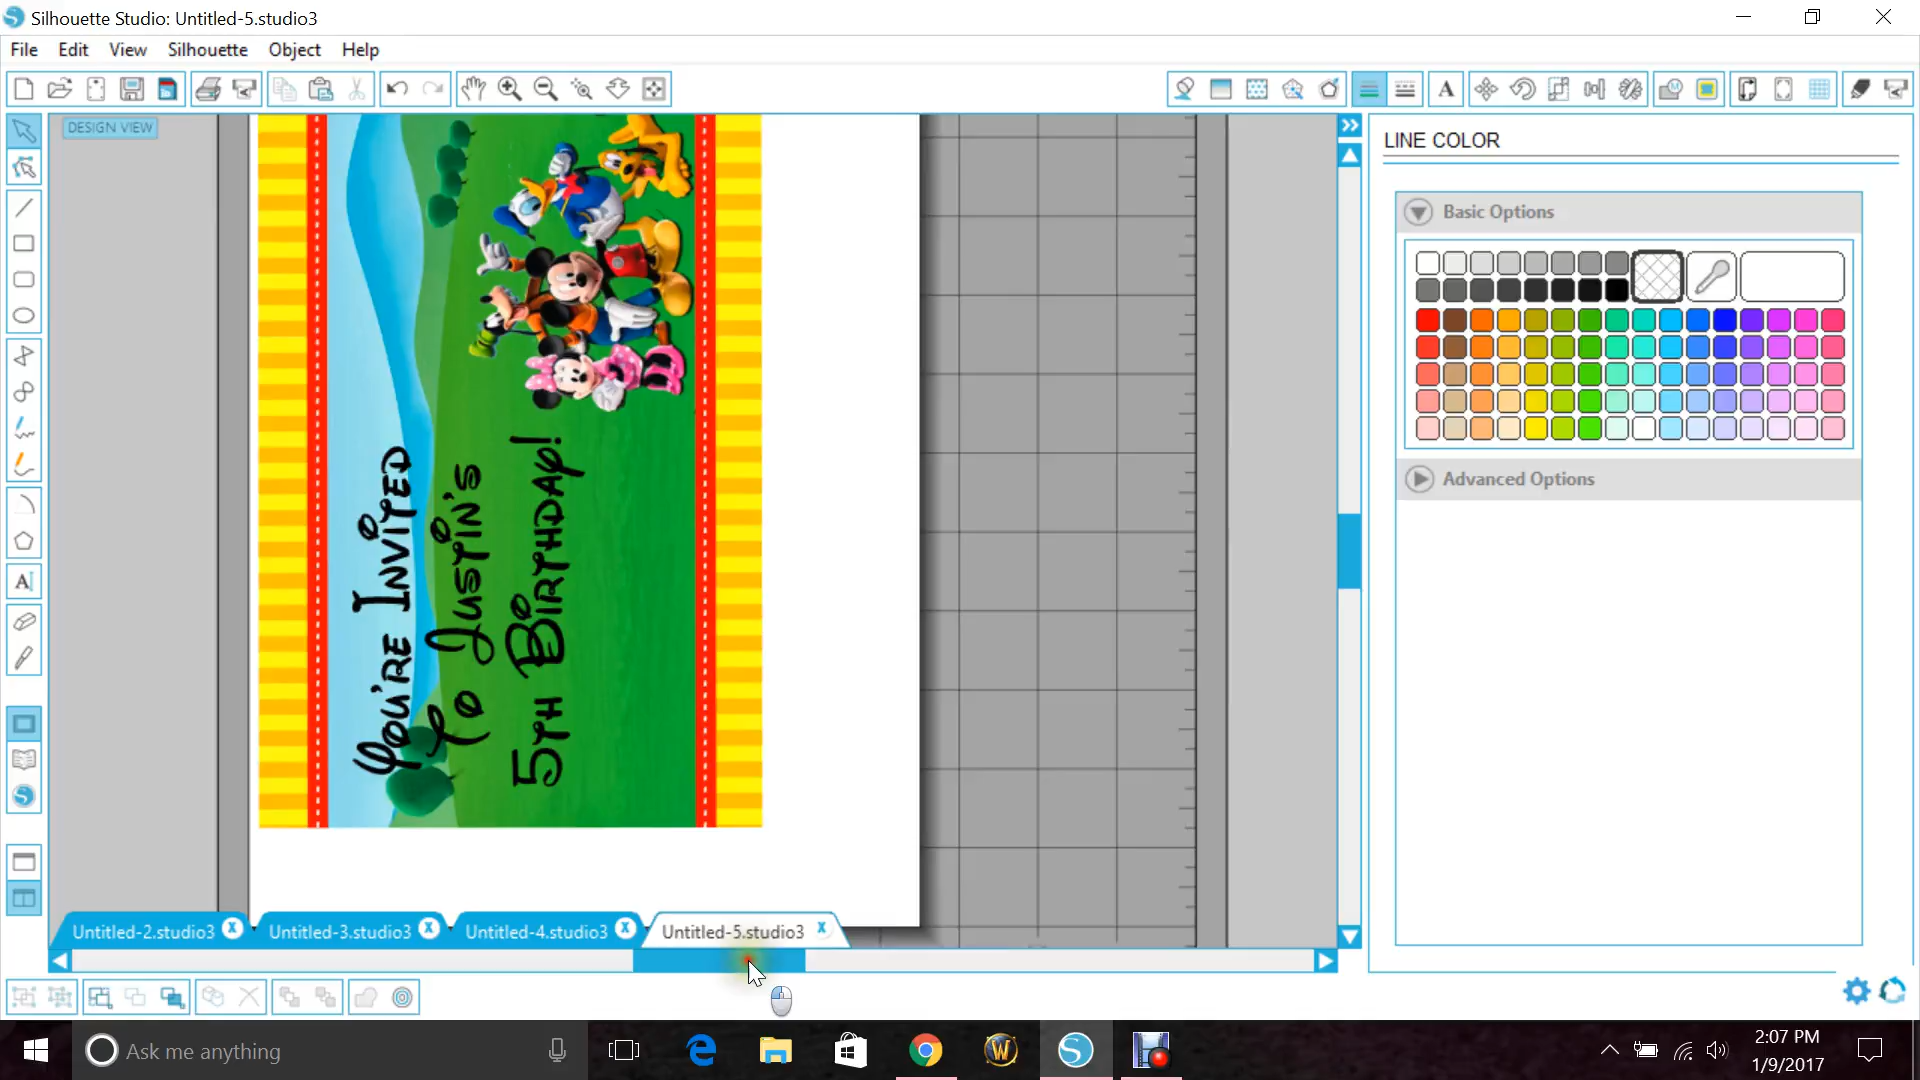 Silhouette Studio: Untitled-5.studio3
File Edit View Silhouette Object Help
DESIGN VIEW
LINE COLOR
Basic Options
Advanced Options
You're Invited
To Justin's
5th Birthday!
Untitled-2.studio3 Untitled-3.studio3 Untitled-4.studio3 Untitled-5.studio3
Ask me anything
2:07 PM
1/9/2017